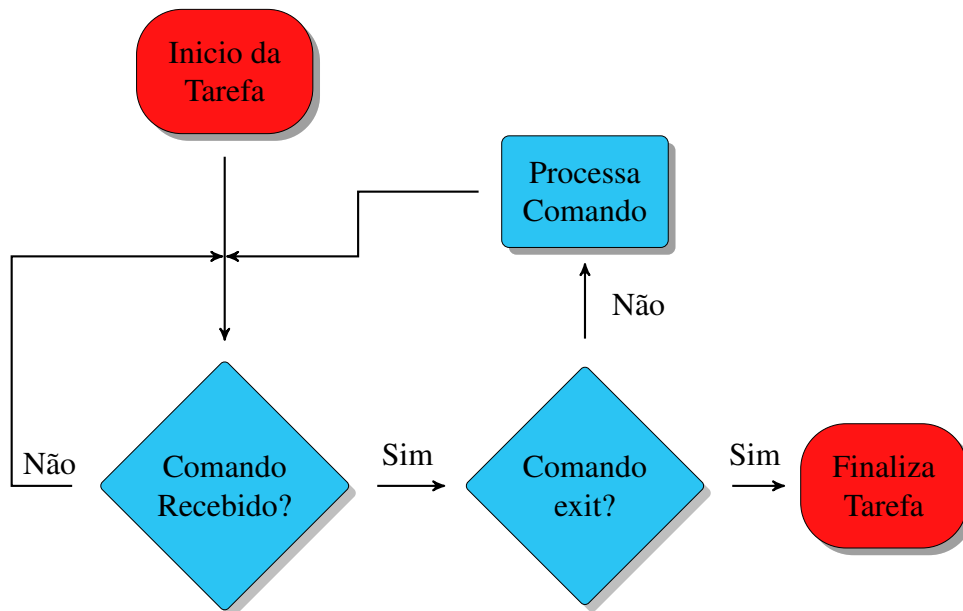 Inicio da
Tarefa
Processa
Comando
Não
Não
Comando
Recebido?
Sim
Comando
exit?
Sim
Finaliza
Tarefa